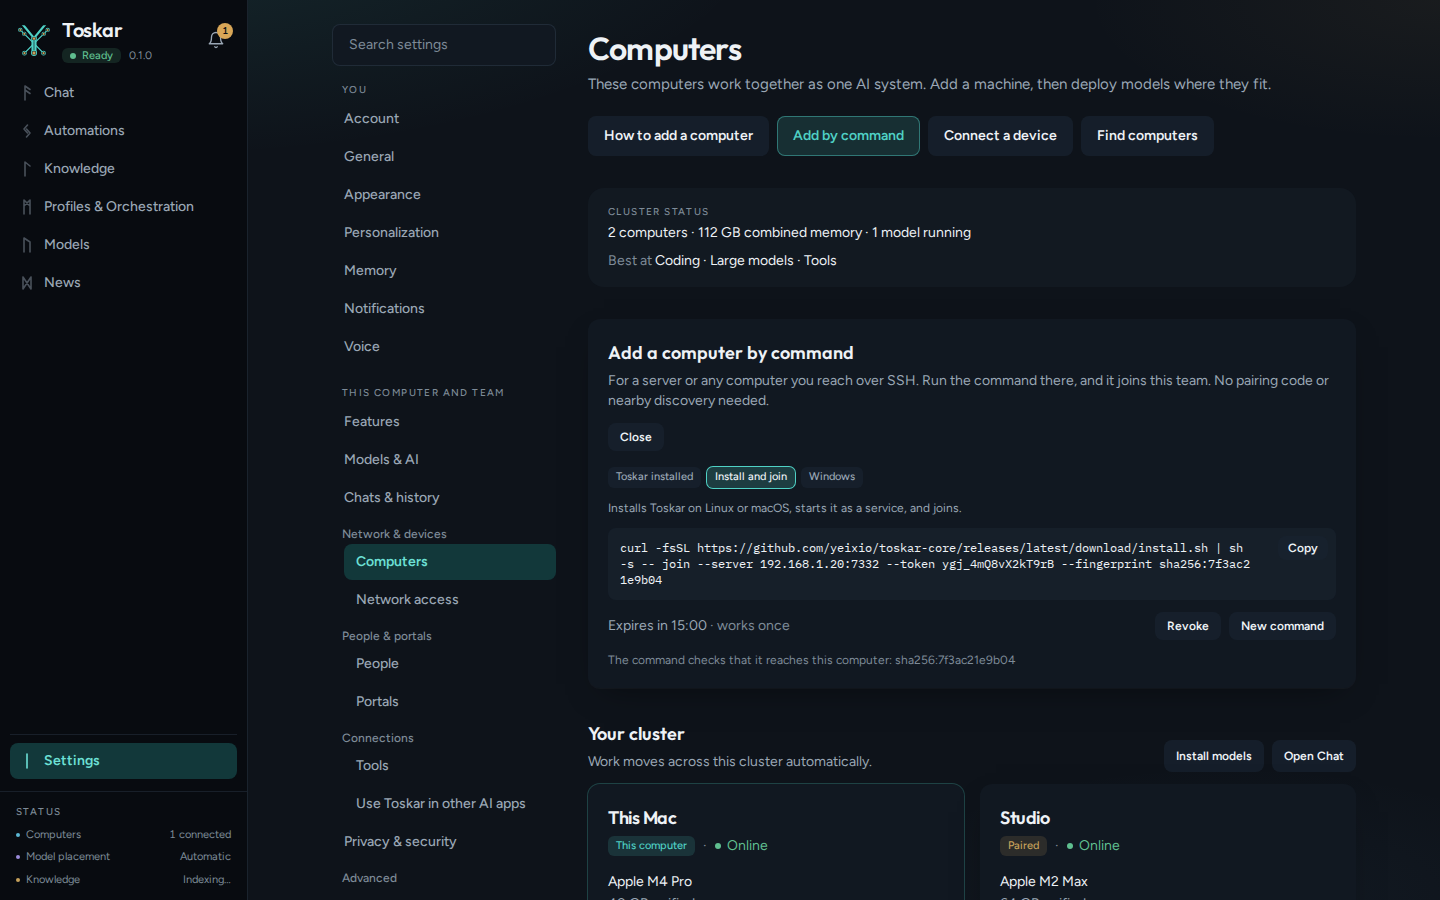 Toskar
Ready 0.1.0
1
Chat
Automations
Knowledge
Profiles & Orchestration
Models
News
Settings
STATUS
Computers 1 connected
Model placement Automatic
Knowledge Indexing...
Search settings
YOU
Account
General
Appearance
Personalization
Memory
Notifications
Voice
THIS COMPUTER AND TEAM
Features
Models & AI
Chats & history
Network & devices
Computers
Network access
People & portals
People
Portals
Connections
Tools
Use Toskar in other AI apps
Privacy & security
Advanced
Computers
These computers work together as one AI system. Add a machine, then deploy models where they fit.
How to add a computer Add by command Connect a device Find computers
CLUSTER STATUS
2 computers · 112 GB combined memory · 1 model running
Best at Coding · Large models · Tools
Add a computer by command
For a server or any computer you reach over SSH. Run the command there, and it joins this team. No pairing code or
nearby discovery needed.
Close
Toskar installed Install and join Windows
Installs Toskar on Linux or macOS, starts it as a service, and joins.
curl -fsSL https://github.com/yeixio/toskar-core/releases/latest/download/install.sh | sh
-s -- join --server 192.168.1.20:7332 --token ygj_4mQ8vX2kT9rB --fingerprint sha256:7f3ac2
1e9b04
Copy
Expires in 15:00 · works once
Revoke New command
The command checks that it reaches this computer: sha256:7f3ac21e9b04
Your cluster
Work moves across this cluster automatically.
Install models Open Chat
This Mac
This computer · Online
Apple M4 Pro
Studio
Paired · Online
Apple M2 Max